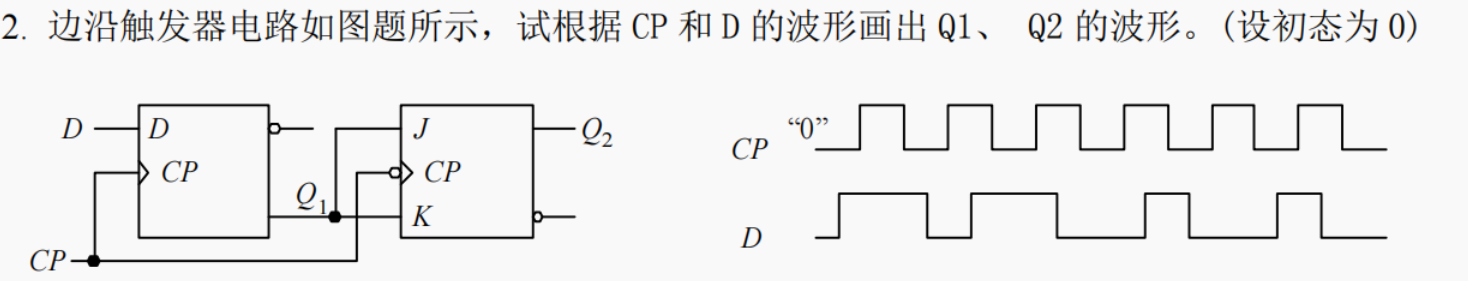 2. 边沿触发器电路如图题所示，试根据 CP 和 D 的波形画出 Q1、 Q2 的波形。(设初态为 0)
D
D
CP
Q1
CP
J
CP
K
Q2
CP
“0”
D